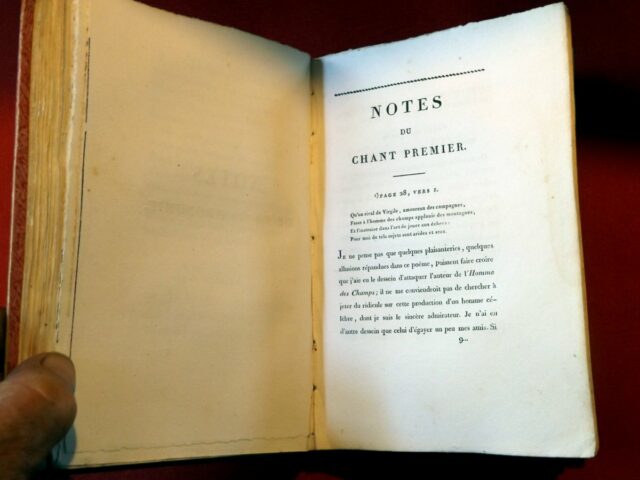 NOTES
DU
CHANT PREMIER.
PAGE 28, VERS 1.
Qu'un rival de Virgile, amoureux des campagnes,
Fasse à l'homme des champs applanir des montagnes,
Et l'instruise dans l'art de jouer aux échecs:
Pour moi de tels sujets sont arides et secs.
JE ne pense pas que quelques plaisanteries, quelques
allusions répandues dans ce poëme, puissent faire croire
que j'aie eu le dessein d'attaquer l'auteur de l'Homme
des Champs; il ne me conviendroit pas de chercher à
jeter du ridicule sur cette production d'un homme cé-
lèbre, dont je suis le sincère admirateur. Je n'ai eu
d'autre dessein que celui d'égayer un peu mes amis. Si
9..